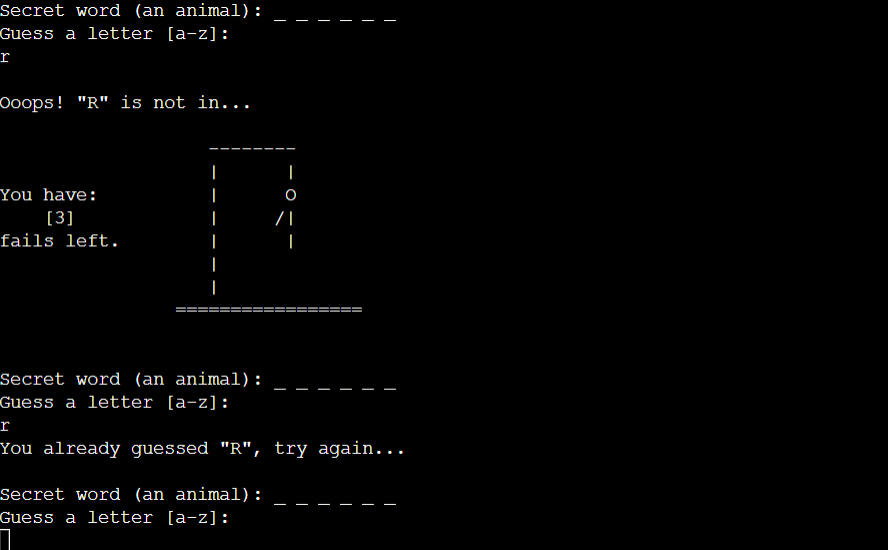 Secret word (an animal): _ _ _ _ _ _
Guess a letter [a-z]:
r
Ooops! "R" is not in...
--------
|      |
You have:          |      O
[3]             |     /|
fails left.        |      |
|
|
=================
Secret word (an animal): _ _ _ _ _ _
Guess a letter [a-z]:
r
You already guessed "R", try again...
Secret word (an animal): _ _ _ _ _ _
Guess a letter [a-z]: